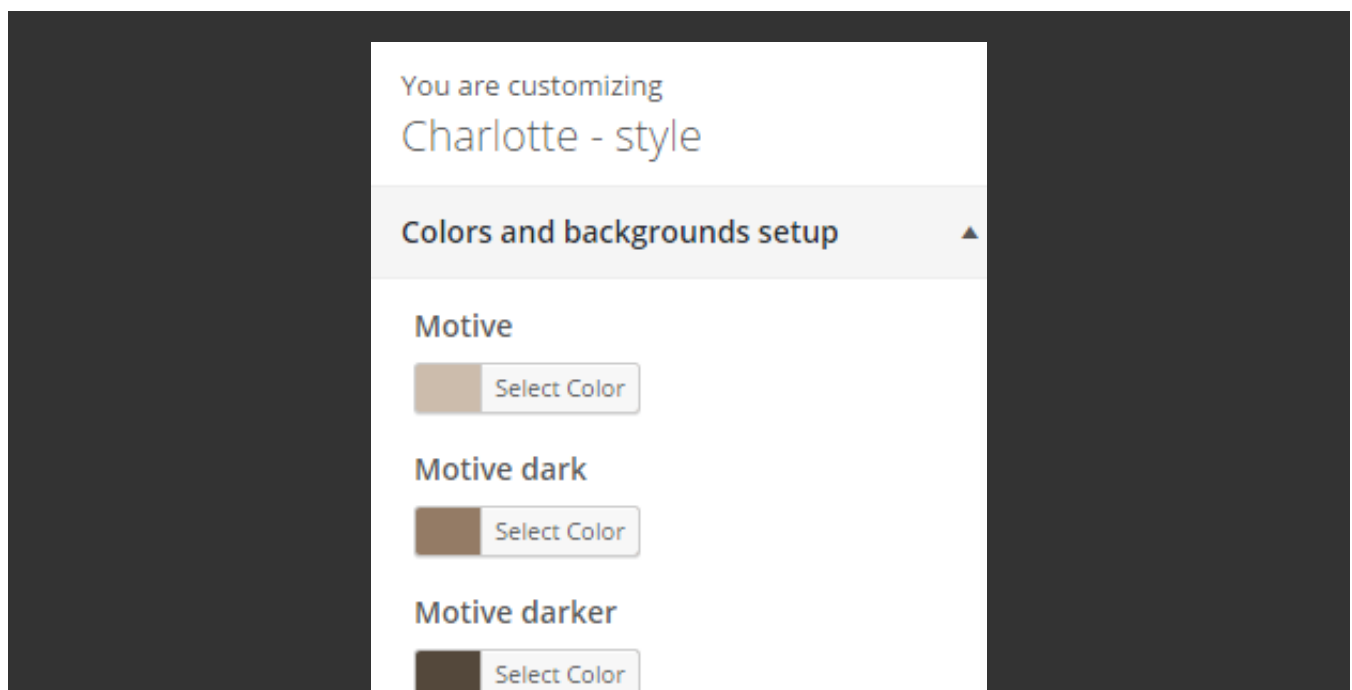 You are customizing
Charlotte - style
Colors and backgrounds setup
Motive
Select Color
Motive dark
Select Color
Motive darker
Select Color